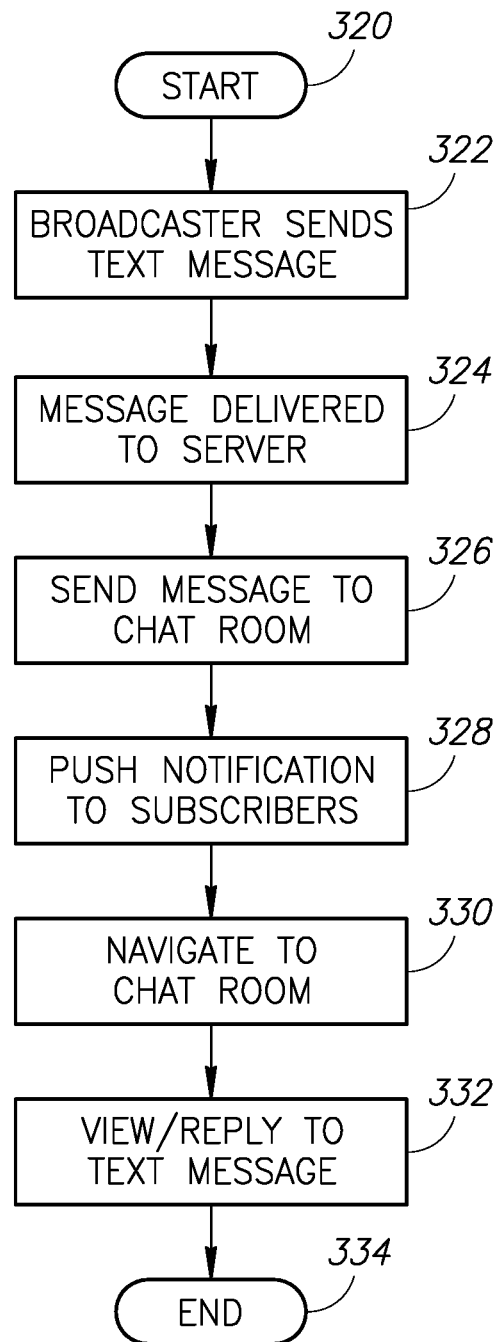 320
START
322
BROADCASTER SENDS
TEXT MESSAGE
324
MESSAGE DELIVERED
TO SERVER
326
SEND MESSAGE TO
CHAT ROOM
328
PUSH NOTIFICATION
TO SUBSCRIBERS
330
NAVIGATE TO
CHAT ROOM
332
VIEW/REPLY TO
TEXT MESSAGE
334
END